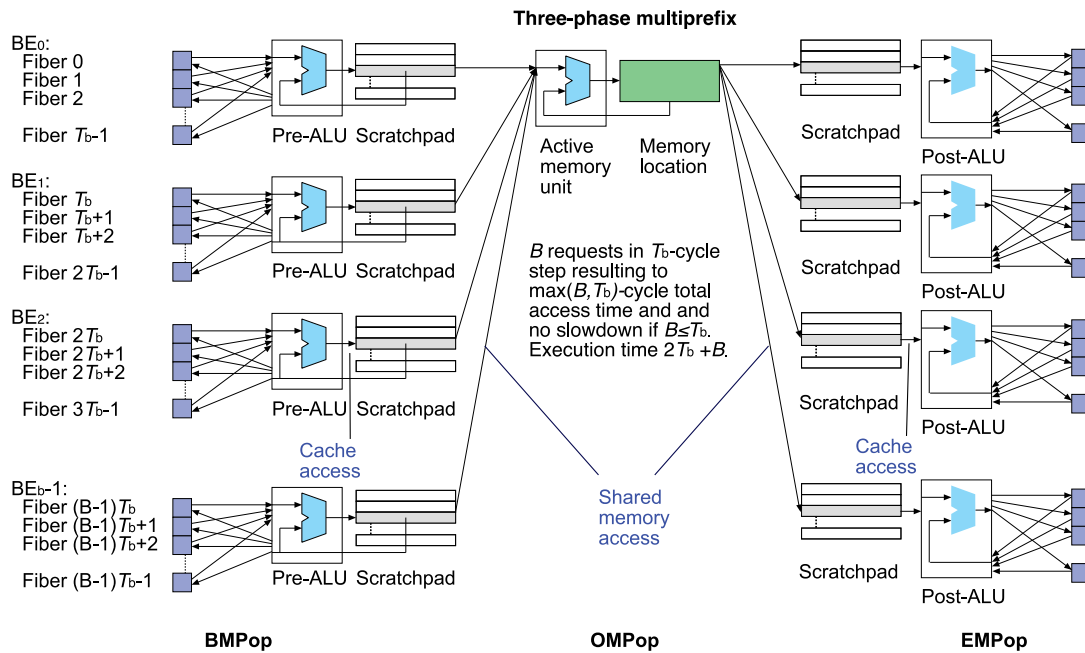 Three-phase multiprefix
BE0:
Fiber 0
Fiber 1
Fiber 2
Fiber Tb-1
Pre-ALU
Scratchpad
BE1:
Fiber Tb
Fiber Tb+1
Fiber Tb+2
Fiber 2Tb-1
Pre-ALU
Scratchpad
BE2:
Fiber 2Tb
Fiber 2Tb+1
Fiber 2Tb+2
Fiber 3Tb-1
Pre-ALU
Scratchpad
Cache
access
BEb-1:
Fiber (B-1)Tb
Fiber (B-1)Tb+1
Fiber (B-1)Tb+2
Fiber (B-1)Tb-1
Pre-ALU
Scratchpad
BMPop
Active
memory
unit
Memory
location
B requests in Tb-cycle
step resulting to
max(B,Tb)-cycle total
access time and and
no slowdown if B≤Tb.
Execution time 2Tb+B.
Shared
memory
access
OMPop
Scratchpad
Post-ALU
Scratchpad
Post-ALU
Scratchpad
Post-ALU
Cache
access
Scratchpad
Post-ALU
EMPop